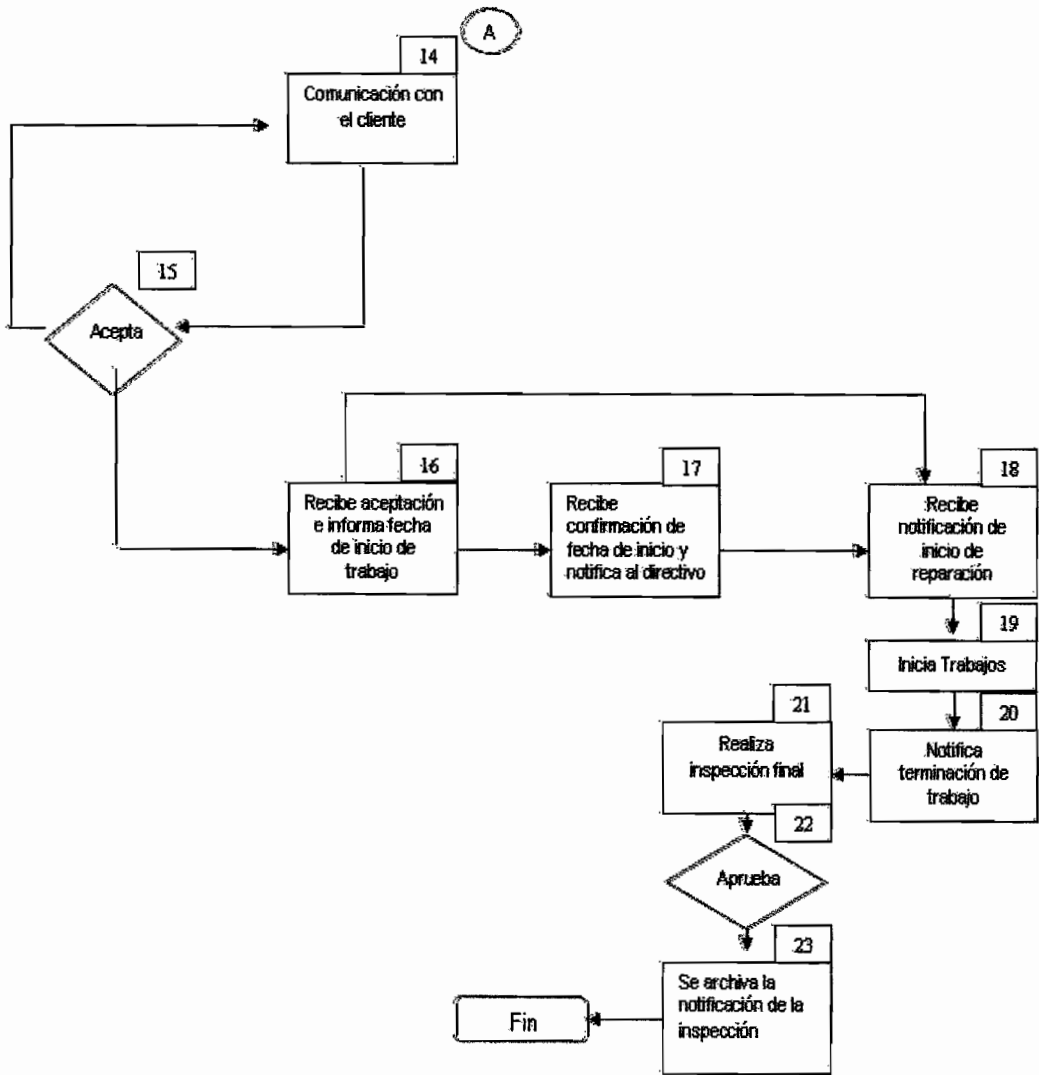 A
14
Comunicación con
el cliente
15
Acepta
16
Recibe aceptación
e informa fecha
de inicio de
trabajo
17
Recibe
confirmación de
fecha de inicio y
notifica al directivo
18
Recibe
notificación de
inicio de
reparación
19
Inicia Trabajos
20
Notifica
terminación de
trabajo
21
Realiza
inspección final
22
Aprueba
23
Se archiva la
notificación de la
inspección
Fin